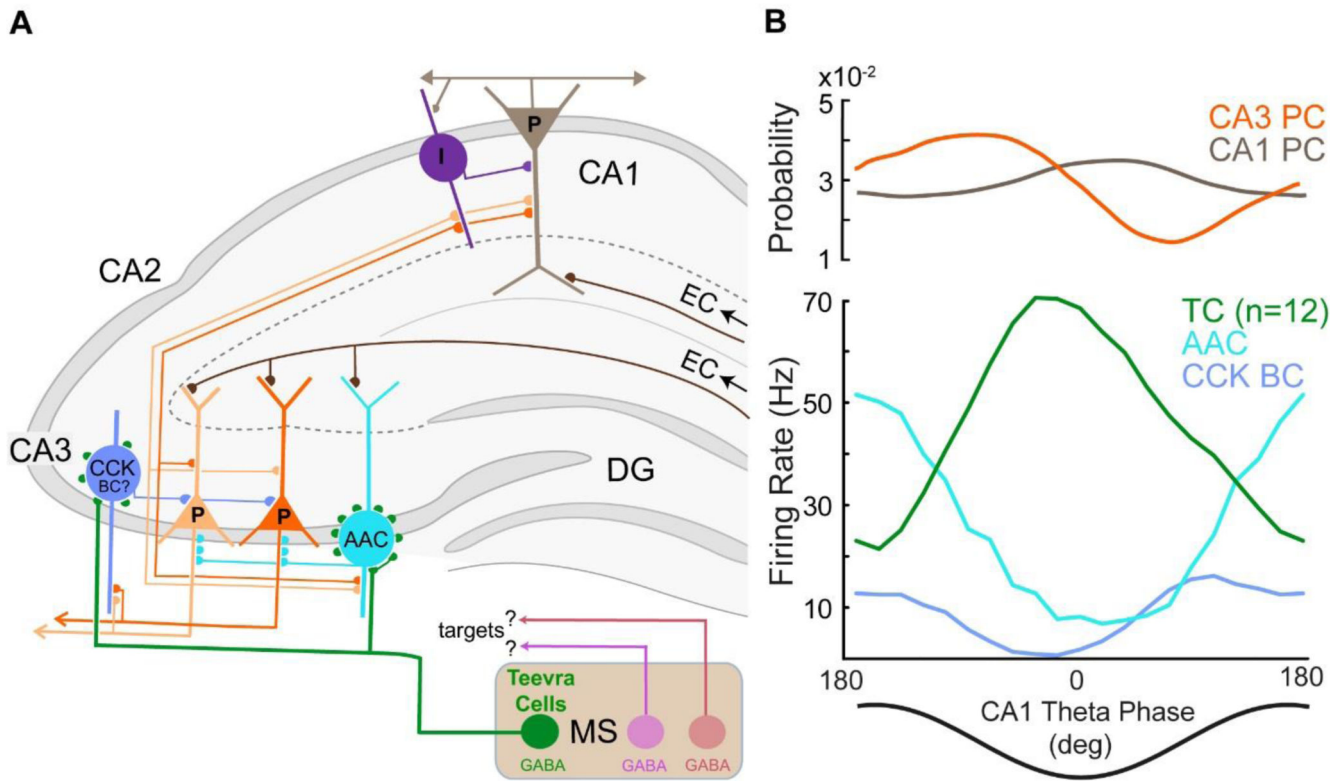 A
P
I
CA1
CA2
EC
EC
CA3
CCK
BC?
P
P
AAC
DG
targets
?
?
Teevra
Cells
MS
GABA
GABA
GABA
B
x10-2
5
3
1
Probability
CA3 PC
CA1 PC
70
50
30
10
Firing Rate (Hz)
TC (n=12)
AAC
CCK BC
180
0
180
CA1 Theta Phase
(deg)